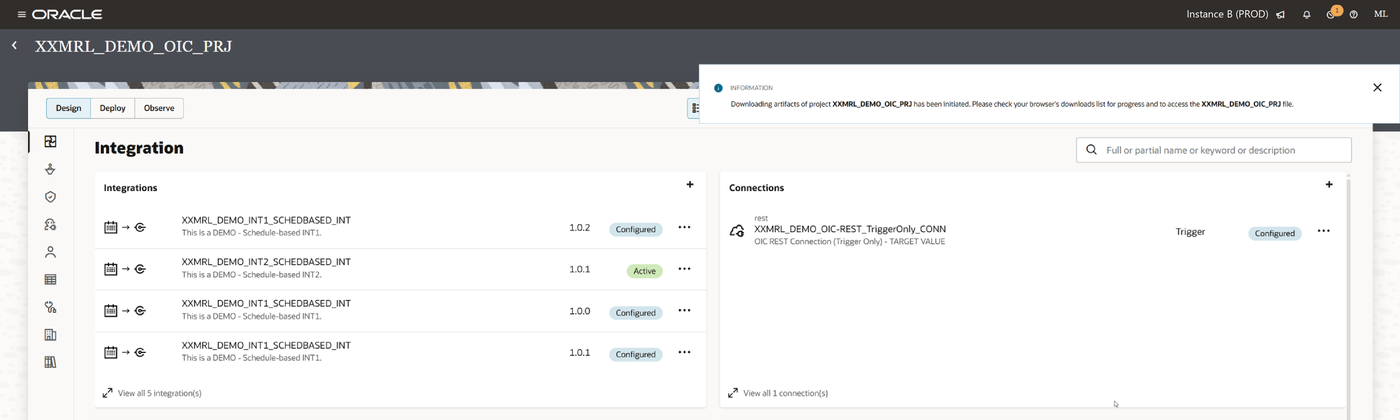 ORACLE
Instance B (PROD)
1
ML
XXMRL_DEMO_OIC_PRJ
INFORMATION
Downloading artifacts of project XXMRL_DEMO_OIC_PRJ has been initiated. Please check your browser's downloads list for progress and to access the XXMRL_DEMO_OIC_PRJ file.
Design
Deploy
Observe
Integration
Full or partial name or keyword or description
Integrations
XXMRL_DEMO_INT1_SCHEDBASED_INT
This is a DEMO - Schedule-based INT1.
1.0.2
Configured
XXMRL_DEMO_INT2_SCHEDBASED_INT
This is a DEMO - Schedule-based INT2.
1.0.1
Active
XXMRL_DEMO_INT1_SCHEDBASED_INT
This is a DEMO - Schedule-based INT1.
1.0.0
Configured
XXMRL_DEMO_INT1_SCHEDBASED_INT
This is a DEMO - Schedule-based INT1.
1.0.1
Configured
View all 5 integration(s)
Connections
rest
XXMRL_DEMO_OIC-REST_TriggerOnly_CONN
OIC REST Connection (Trigger Only) - TARGET VALUE
Trigger
Configured
View all 1 connection(s)